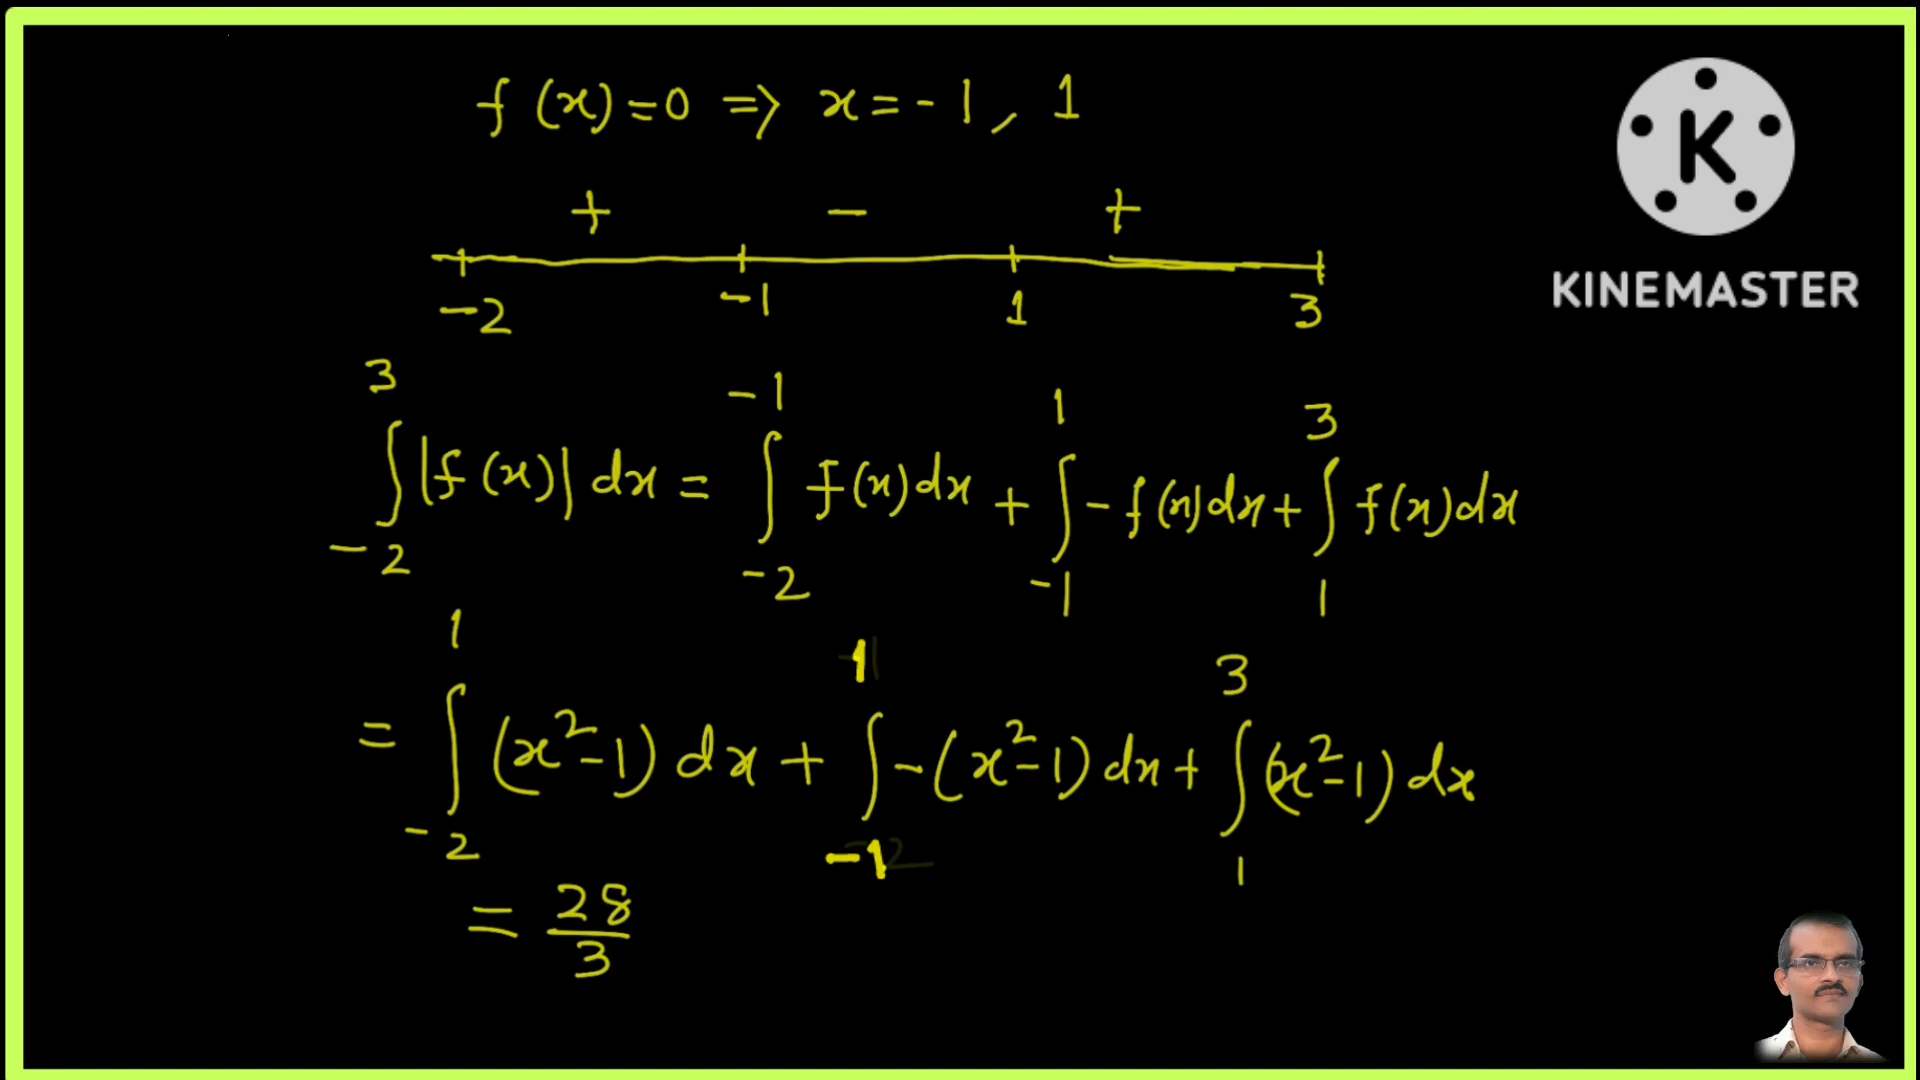 f(x)=0 => x=-1, 1
KINEMASTER
+ - +
-2 -1 1 3
∫_{-2}^{3} |f(x)| dx = ∫_{-2}^{-1} f(x)dx + ∫_{-1}^{1} -f(x)dx + ∫_{1}^{3} f(x)dx
= ∫_{-2}^{1} (x²-1) dx + ∫_{-1}^{1} -(x²-1) dx + ∫_{1}^{3} (x²-1) dx
= 28/3